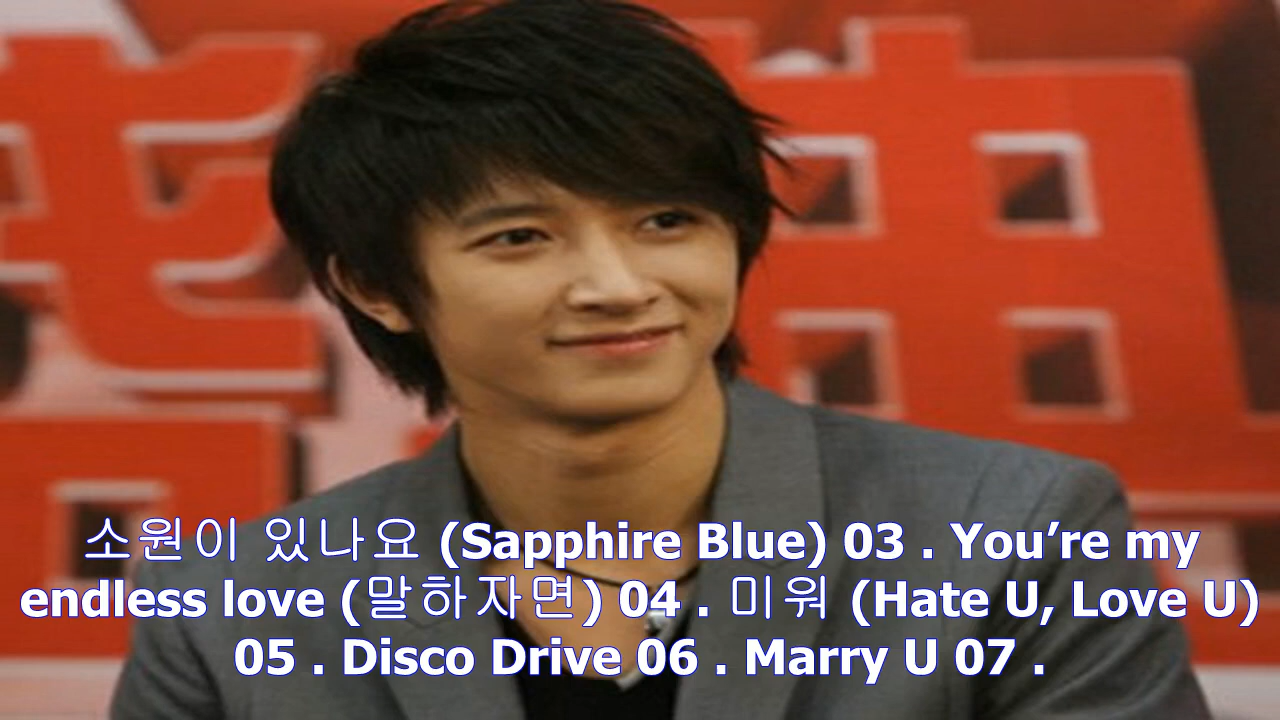 소원이 있나요 (Sapphire Blue) 03 . You’re my
endless love (말하자면) 04 . 미워 (Hate U, Love U)
05 . Disco Drive 06 . Marry U 07 .